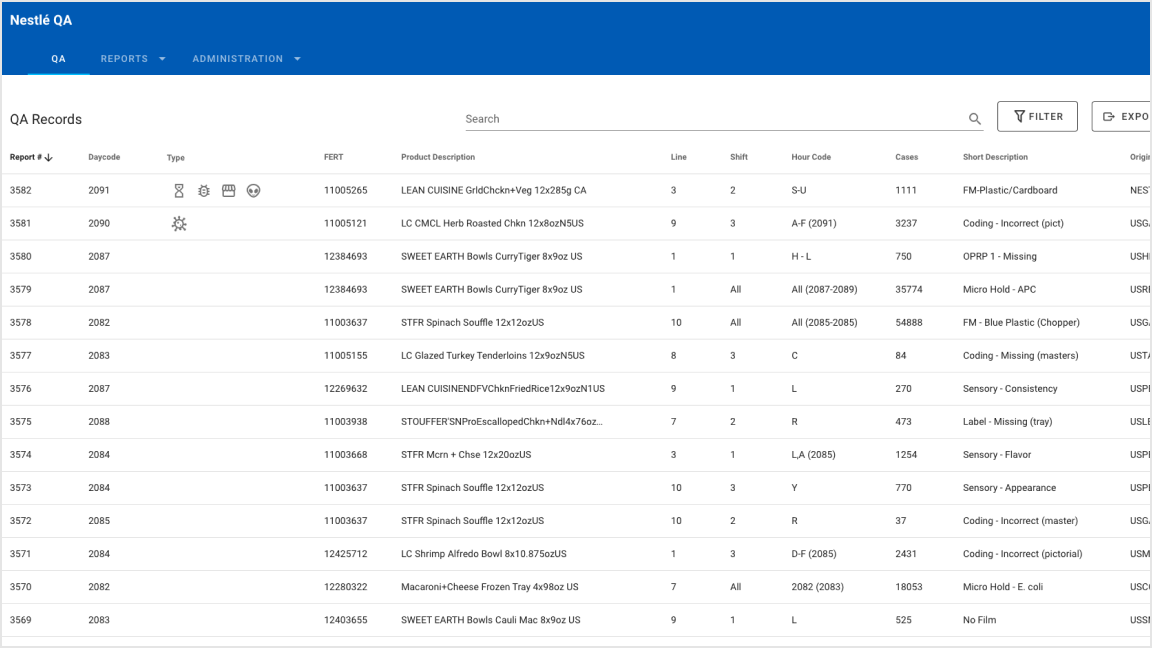 Nestlé QA
QA REPORTS ADMINISTRATION
QA Records Search FILTER EXPO
Report # Daycode Type FERT Product Description Line Shift Hour Code Cases Short Description Origin
3582 2091 11005265 LEAN CUISINE GrldChckn+Veg 12x285g CA 3 2 S-U 1111 FM-Plastic/Cardboard NES
3581 2090 11005121 LC CMCL Herb Roasted Chkn 12x8ozN5US 9 3 A-F (2091) 3237 Coding - Incorrect (pict) USG
3580 2087 12384693 SWEET EARTH Bowls CurryTiger 8x9oz US 1 1 H - L 750 OPRP 1 - Missing USH
3579 2087 12384693 SWEET EARTH Bowls CurryTiger 8x9oz US 1 All All (2087-2089) 35774 Micro Hold - APC USR
3578 2082 11003637 STFR Spinach Souffle 12x12ozUS 10 All All (2085-2085) 54888 FM - Blue Plastic (Chopper) USG
3577 2083 11005155 LC Glazed Turkey Tenderloins 12x9ozN5US 8 3 C 84 Coding - Missing (masters) UST
3576 2087 12269632 LEAN CUISINENDFVChknFriedRice12x9ozN1US 9 1 L 270 Sensory - Consistency USP
3575 2088 11003938 STOUFFER'SNProEscallopedChkn+Ndl4x76oz... 7 2 R 473 Label - Missing (tray) USL
3574 2084 11003668 STFR Mcrn + Chse 12x20ozUS 3 1 L,A (2085) 1254 Sensory - Flavor USP
3573 2084 11003637 STFR Spinach Souffle 12x12ozUS 10 3 Y 770 Sensory - Appearance USP
3572 2085 11003637 STFR Spinach Souffle 12x12ozUS 10 2 R 37 Coding - Incorrect (master) USG
3571 2084 12425712 LC Shrimp Alfredo Bowl 8x10.875ozUS 1 3 D-F (2085) 2431 Coding - Incorrect (pictorial) USM
3570 2082 12280322 Macaroni+Cheese Frozen Tray 4x98oz US 7 All 2082 (2083) 18053 Micro Hold - E. coli USC
3569 2083 12403655 SWEET EARTH Bowls Cauli Mac 8x9oz US 9 1 L 525 No Film USS